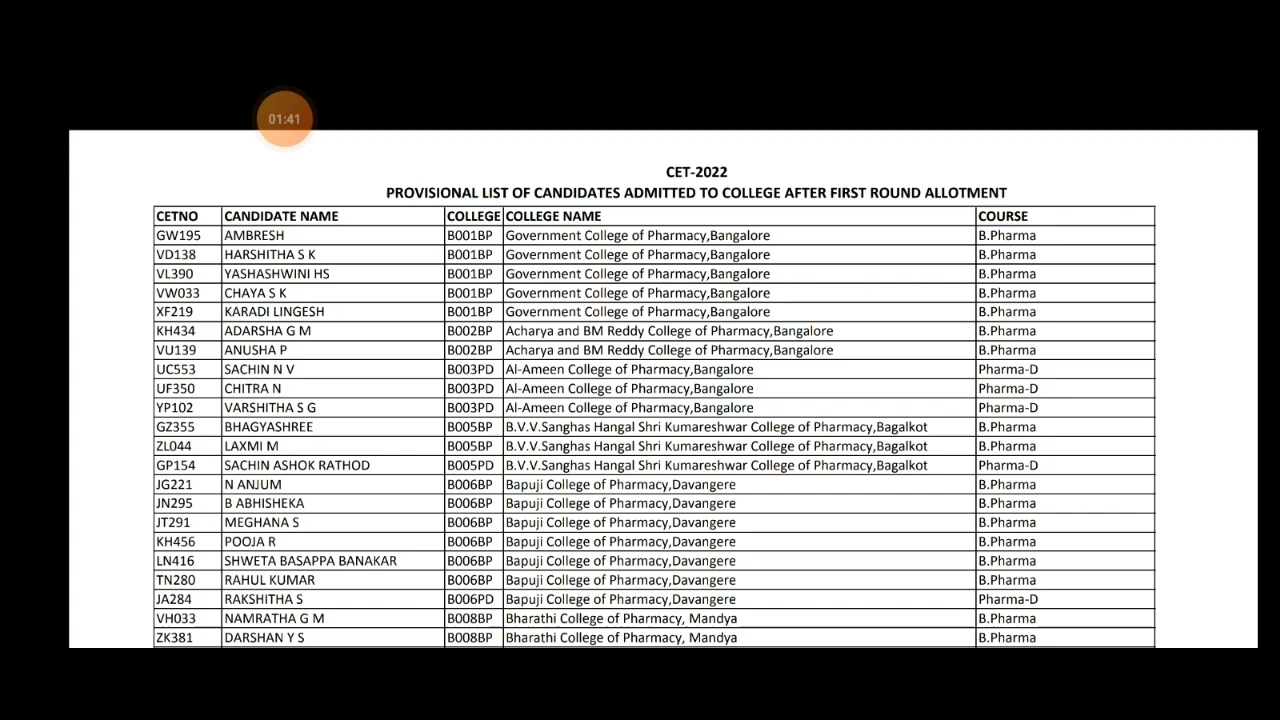 01:41
CET-2022
PROVISIONAL LIST OF CANDIDATES ADMITTED TO COLLEGE AFTER FIRST ROUND ALLOTMENT
CETNO CANDIDATE NAME COLLEGE COLLEGE NAME COURSE
GW195 AMBRESH B001BP Government College of Pharmacy,Bangalore B.Pharma
VD138 HARSHITHA S K B001BP Government College of Pharmacy,Bangalore B.Pharma
VL390 YASHASHWINI HS B001BP Government College of Pharmacy,Bangalore B.Pharma
VW033 CHAYA S K B001BP Government College of Pharmacy,Bangalore B.Pharma
XF219 KARADI LINGESH B001BP Government College of Pharmacy,Bangalore B.Pharma
KH434 ADARSHA G M B002BP Acharya and BM Reddy College of Pharmacy,Bangalore B.Pharma
VU139 ANUSHA P B002BP Acharya and BM Reddy College of Pharmacy,Bangalore B.Pharma
UC553 SACHIN N V B003PD Al-Ameen College of Pharmacy,Bangalore Pharma-D
UF350 CHITRA N B003PD Al-Ameen College of Pharmacy,Bangalore Pharma-D
YP102 VARSHITHA S G B003PD Al-Ameen College of Pharmacy,Bangalore Pharma-D
GZ355 BHAGYASHREE B005BP B.V.V.Sanghas Hangal Shri Kumareshwar College of Pharmacy,Bagalkot B.Pharma
ZL044 LAXMI M B005BP B.V.V.Sanghas Hangal Shri Kumareshwar College of Pharmacy,Bagalkot B.Pharma
GP154 SACHIN ASHOK RATHOD B005PD B.V.V.Sanghas Hangal Shri Kumareshwar College of Pharmacy,Bagalkot Pharma-D
JG221 N ANJUM B006BP Bapuji College of Pharmacy,Davangere B.Pharma
JN295 B ABHISHEKA B006BP Bapuji College of Pharmacy,Davangere B.Pharma
JT291 MEGHANA S B006BP Bapuji College of Pharmacy,Davangere B.Pharma
KH456 POOJA R B006BP Bapuji College of Pharmacy,Davangere B.Pharma
LN416 SHWETA BASAPPA BANAKAR B006BP Bapuji College of Pharmacy,Davangere B.Pharma
TN280 RAHUL KUMAR B006BP Bapuji College of Pharmacy,Davangere B.Pharma
JA284 RAKSHITHA S B006PD Bapuji College of Pharmacy,Davangere Pharma-D
VH033 NAMRATHA G M B008BP Bharathi College of Pharmacy, Mandya B.Pharma
ZK381 DARSHAN Y S B008BP Bharathi College of Pharmacy, Mandya B.Pharma